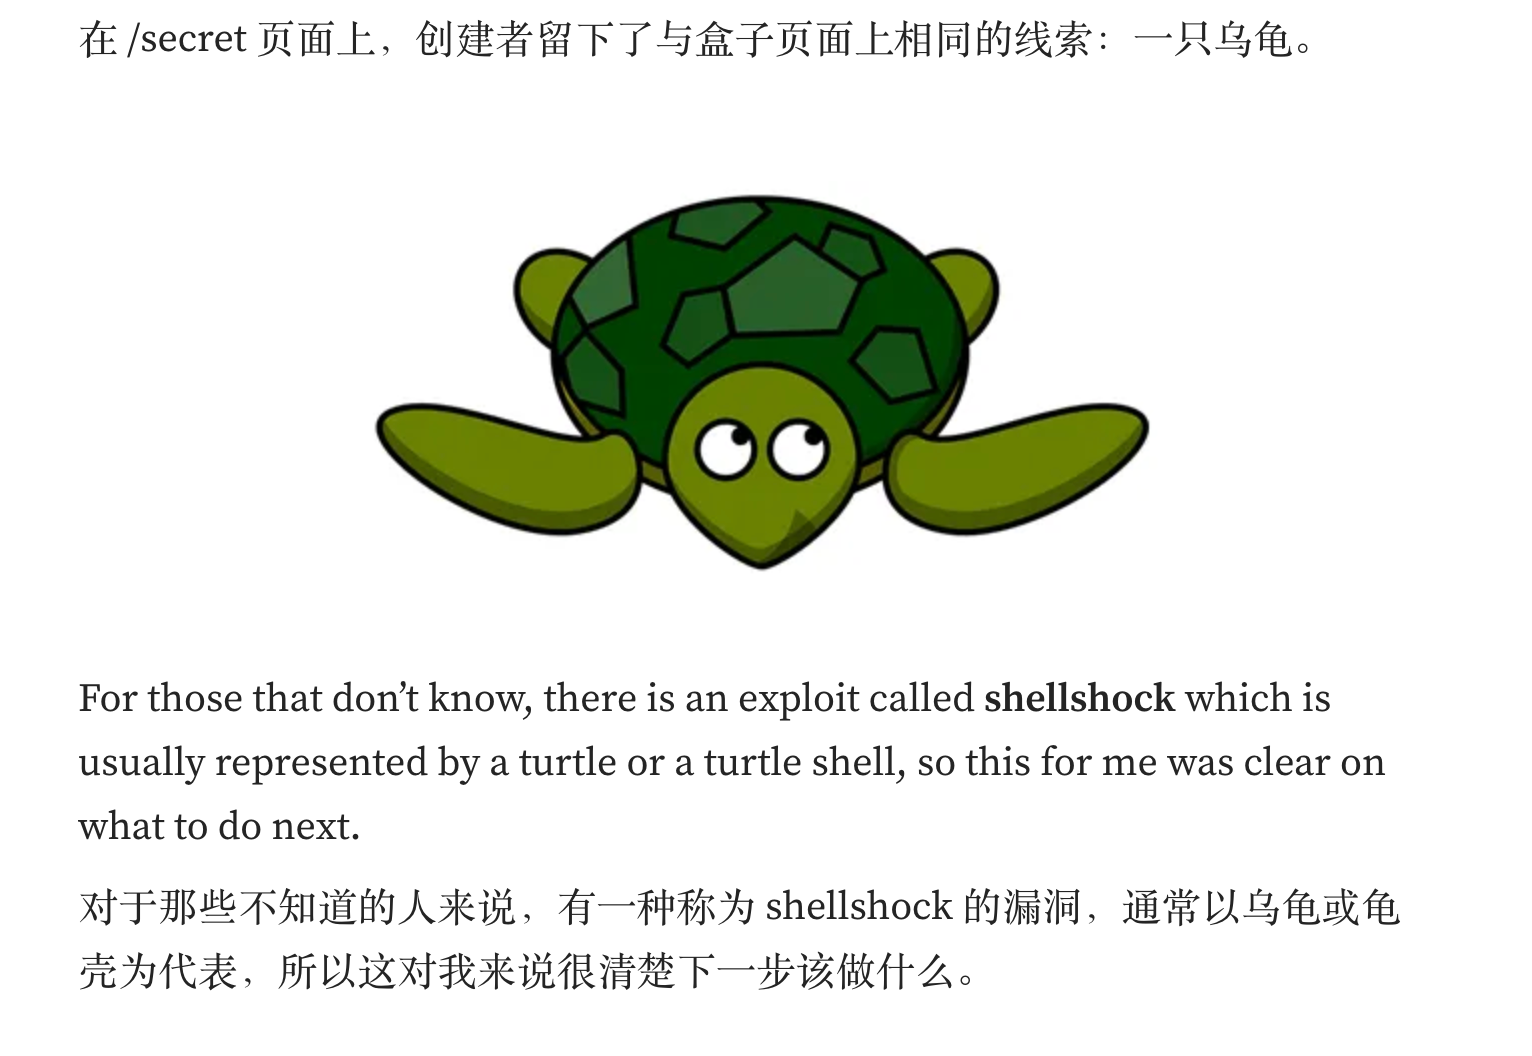 在 /secret 页面上，创建者留下了与盒子页面上相同的线索：一只乌龟。
For those that don’t know, there is an exploit called shellshock which is
usually represented by a turtle or a turtle shell, so this for me was clear on
what to do next.
对于那些不知道的人来说，有一种称为 shellshock 的漏洞，通常以乌龟或龟
壳为代表，所以这对我来说很清楚下一步该做什么。